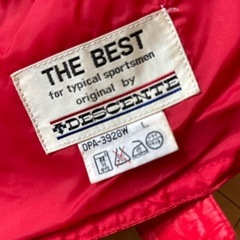 THE BEST
for typical sportsmen
original by
DESCENTE
DPA-3928W L